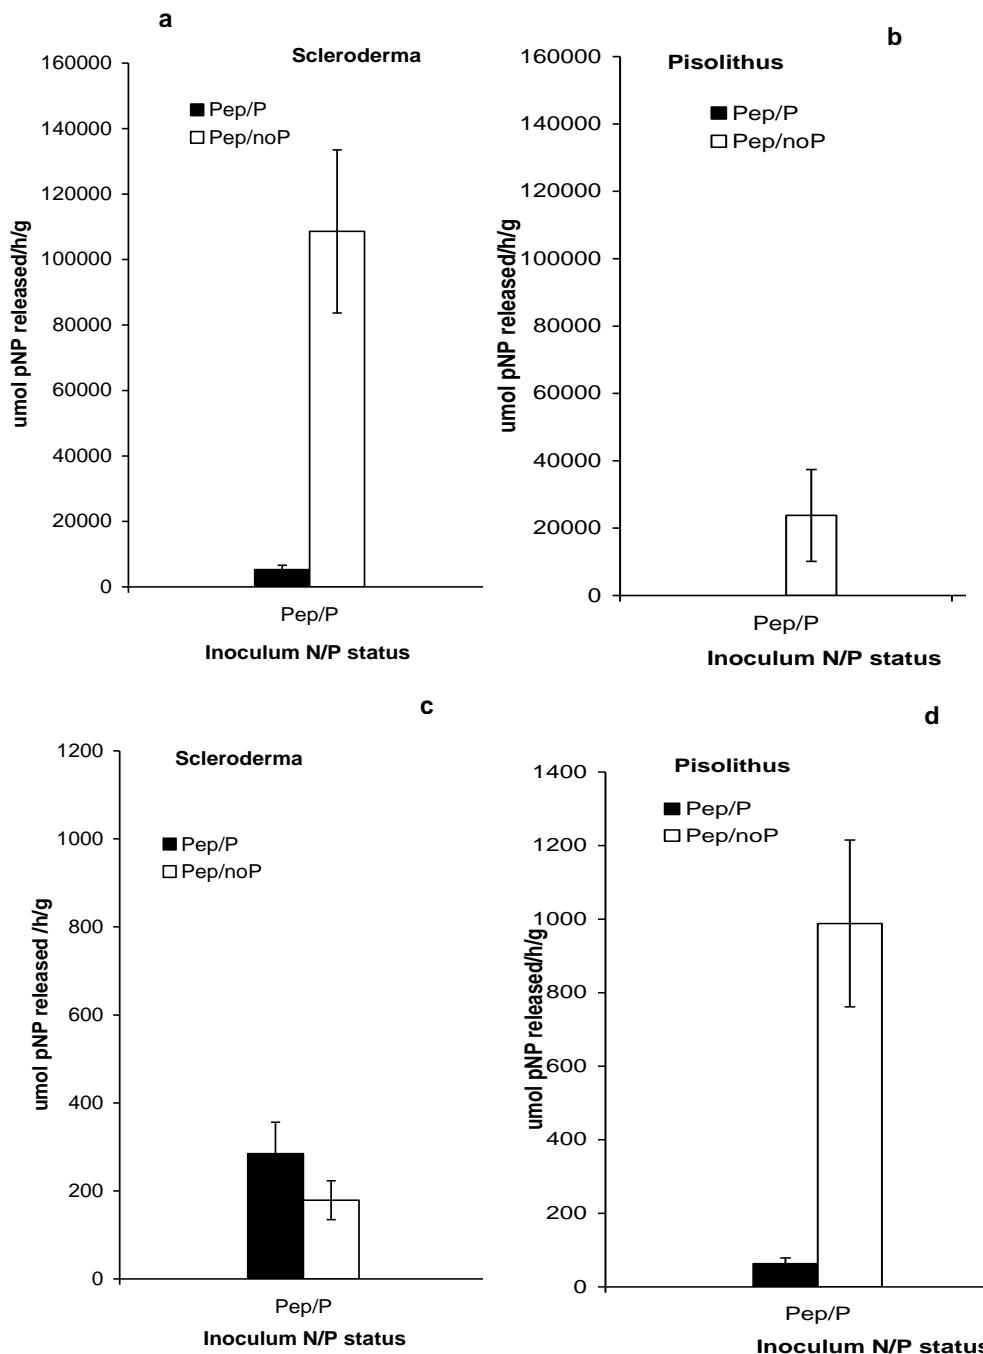 a
Scleroderma
160000
140000
120000
100000
80000
60000
40000
20000
0
umol pNP released/h/g
Pep/P
Pep/noP
Pep/P
Inoculum N/P status
b
Pisolithus
160000
140000
120000
100000
80000
60000
40000
20000
0
umol pNP released/h/g
Pep/P
Pep/noP
Pep/P
Inoculum N/P status
c
Scleroderma
1200
1000
800
600
400
200
0
umol pNP released /h/g
Pep/P
Pep/noP
Pep/P
Inoculum N/P status
d
Pisolithus
1400
1200
1000
800
600
400
200
0
umol pNP released/h/g
Pep/P
Pep/noP
Pep/P
Inoculum N/P status